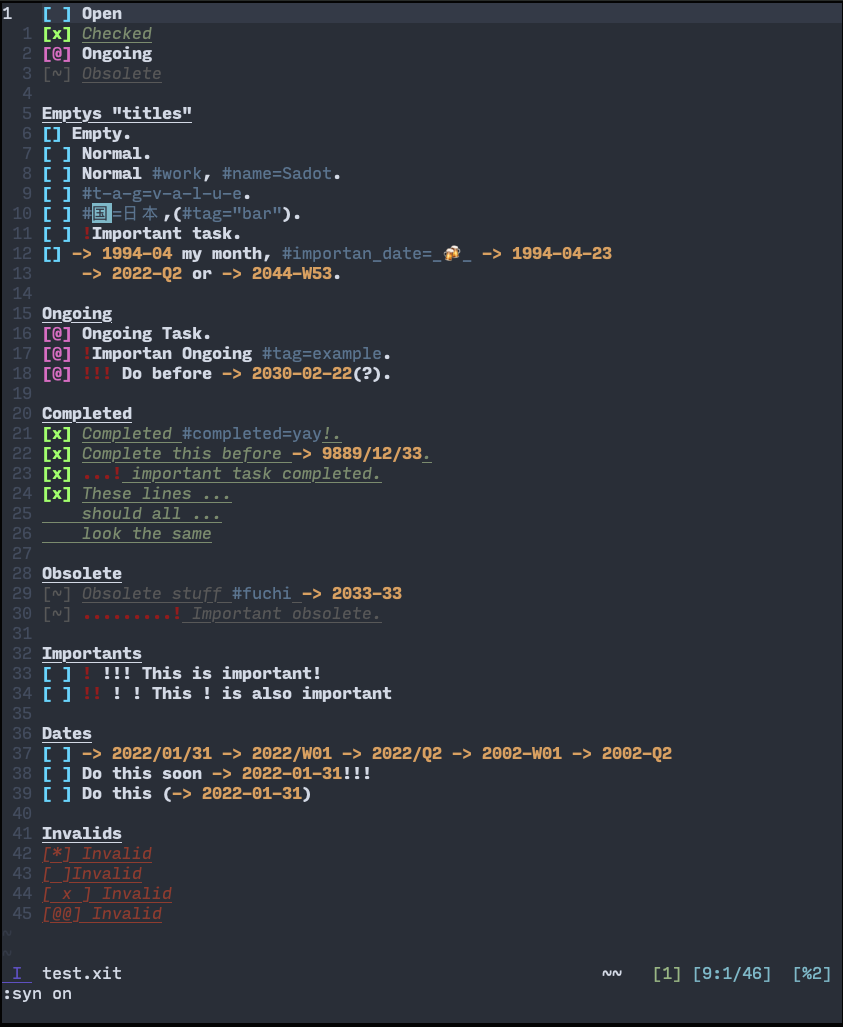 1   [ ] Open
  1 [x] Checked
  2 [@] Ongoing
  3 [~] Obsolete
  4
  5 Emptys "titles"
  6 [] Empty.
  7 [ ] Normal.
  8 [ ] Normal #work, #name=Sadot.
  9 [ ] #t-a-g=v-a-l-u-e.
 10 [ ] #国=日本,(#tag="bar").
 11 [ ] !Important task.
 12 [] -> 1994-04 my month, #importan_date=_🍻_ -> 1994-04-23
 13     -> 2022-Q2 or -> 2044-W53.
 14
 15 Ongoing
 16 [@] Ongoing Task.
 17 [@] !Importan Ongoing #tag=example.
 18 [@] !!! Do before -> 2030-02-22(?).
 19
 20 Completed
 21 [x] Completed #completed=yay!.
 22 [x] Complete this before -> 9889/12/33.
 23 [x] ...! important task completed.
 24 [x] These lines ...
 25     should all ...
 26     look the same
 27
 28 Obsolete
 29 [~] Obsolete stuff #fuchi -> 2033-33
 30 [~] .........! Important obsolete.
 31
 32 Importants
 33 [ ] ! !!! This is important!
 34 [ ] !! ! ! This ! is also important
 35
 36 Dates
 37 [ ] -> 2022/01/31 -> 2022/W01 -> 2022/Q2 -> 2002-W01 -> 2002-Q2
 38 [ ] Do this soon -> 2022-01-31!!!
 39 [ ] Do this (-> 2022-01-31)
 40
 41 Invalids
 42 [*] Invalid
 43 [ ]Invalid
 44 [ x ] Invalid
 45 [@@] Invalid
~
~
 I  test.xit ~~ [1] [9:1/46] [%2]
:syn on